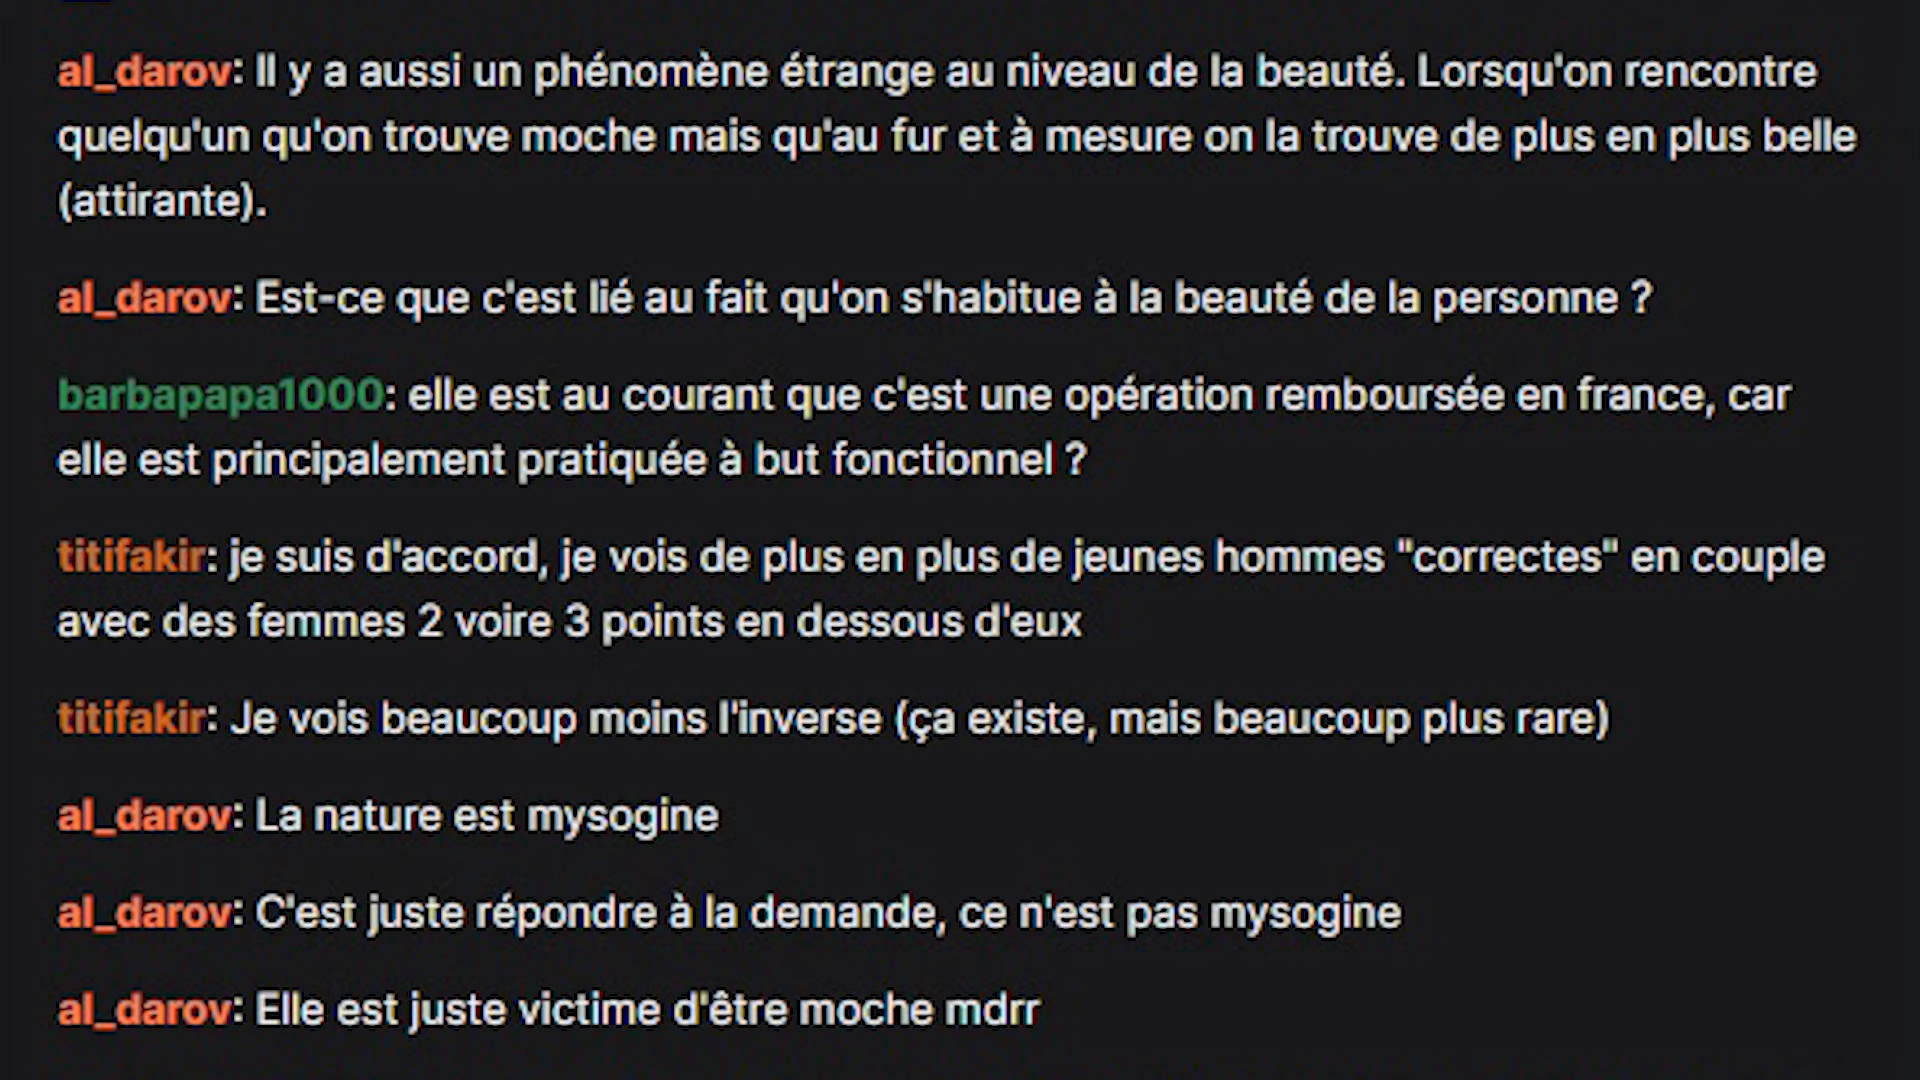 al_darov: Il y a aussi un phénomène étrange au niveau de la beauté. Lorsqu'on rencontre
quelqu'un qu'on trouve moche mais qu'au fur et à mesure on la trouve de plus en plus belle
(attirante).
al_darov: Est-ce que c'est lié au fait qu'on s'habitue à la beauté de la personne ?
barbapapa1000: elle est au courant que c'est une opération remboursée en france, car
elle est principalement pratiquée à but fonctionnel ?
titifakir: je suis d'accord, je vois de plus en plus de jeunes hommes "correctes" en couple
avec des femmes 2 voire 3 points en dessous d'eux
titifakir: Je vois beaucoup moins l'inverse (ça existe, mais beaucoup plus rare)
al_darov: La nature est mysogine
al_darov: C'est juste répondre à la demande, ce n'est pas mysogine
al_darov: Elle est juste victime d'être moche mdrr